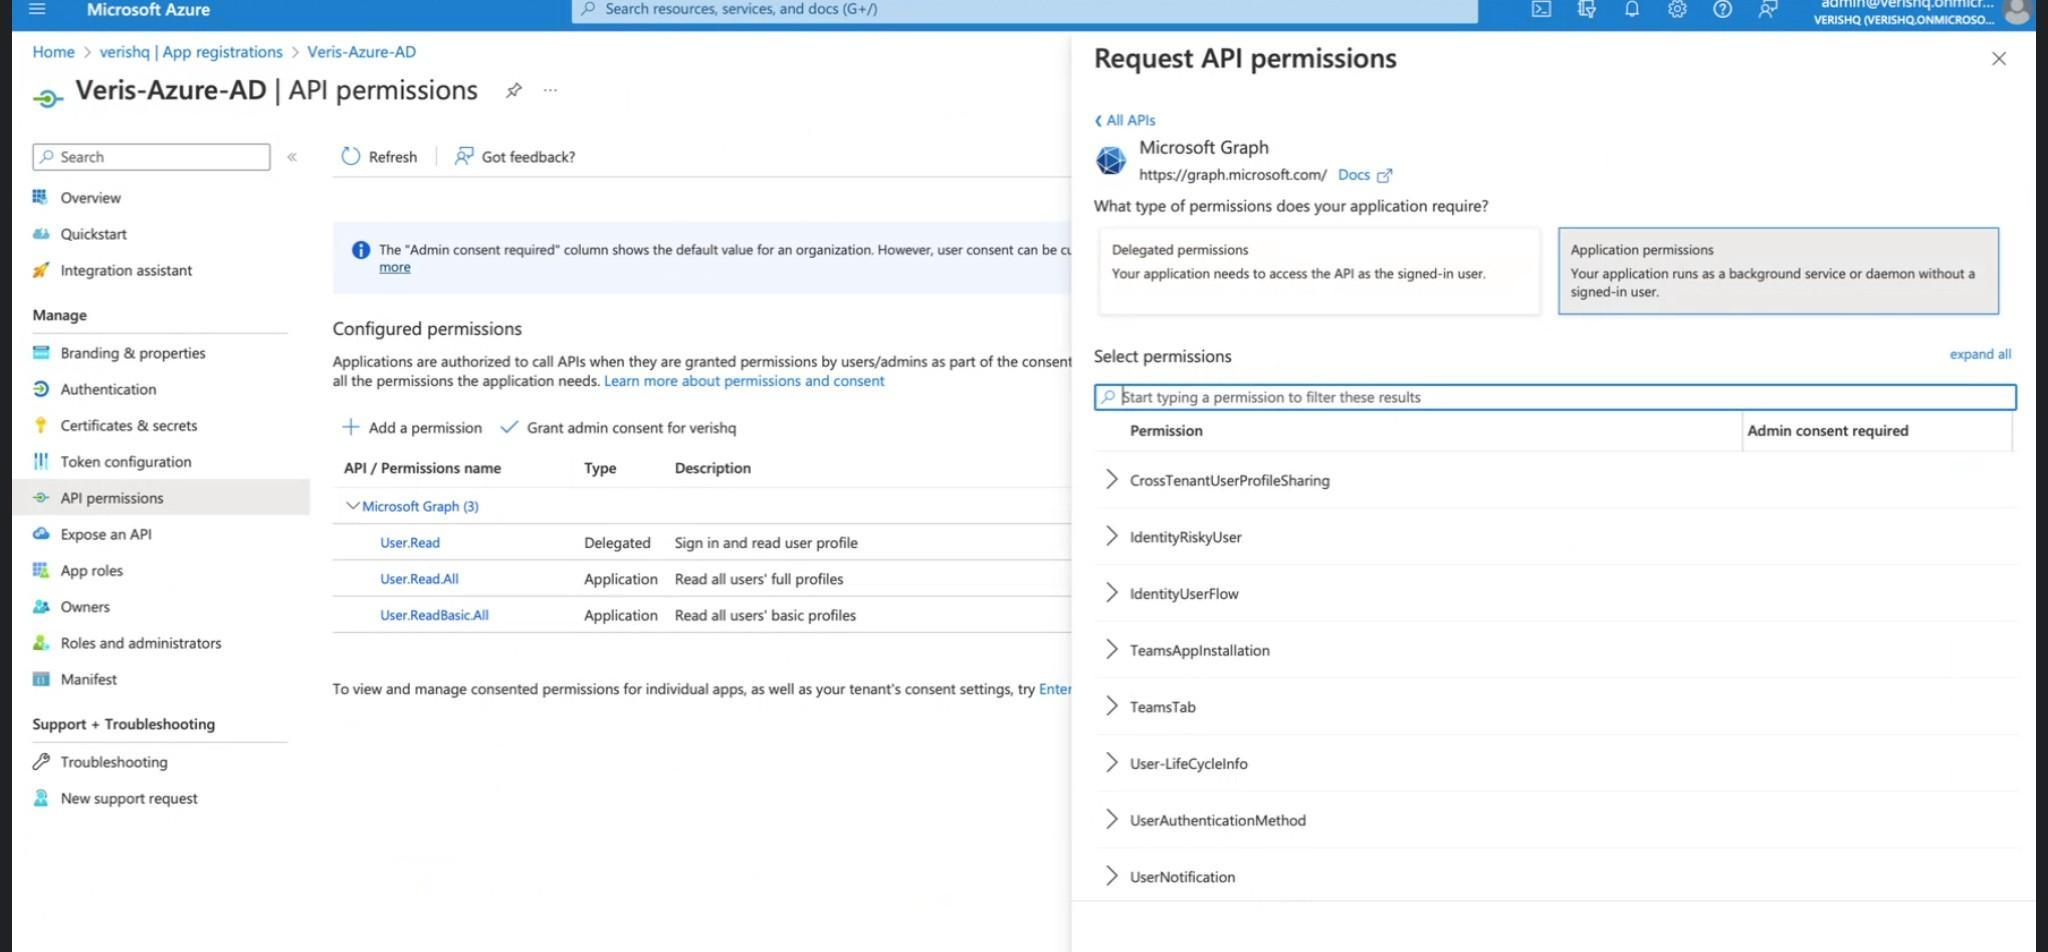 Microsoft Azure
Search resources, services, and docs (G+/)
admin@verishq.onmicr...
VERISHQ (VERISHQ.ONMICROSO...
Home > verishq | App registrations > Veris-Azure-AD
Veris-Azure-AD | API permissions
...
Search
«
Overview
Quickstart
Integration assistant
Manage
Branding & properties
Authentication
Certificates & secrets
Token configuration
API permissions
Expose an API
App roles
Owners
Roles and administrators
Manifest
Support + Troubleshooting
Troubleshooting
New support request
Refresh
Got feedback?
The "Admin consent required" column shows the default value for an organization. However, user consent can be
more
Configured permissions
Applications are authorized to call APIs when they are granted permissions by users/admins as part of the consent
all the permissions the application needs. Learn more about permissions and consent
Add a permission
Grant admin consent for verishq
API / Permissions name Type Description
Microsoft Graph (3)
User.Read Delegated Sign in and read user profile
User.Read.All Application Read all users' full profiles
User.ReadBasic.All Application Read all users' basic profiles
To view and manage consented permissions for individual apps, as well as your tenant's consent settings, try Enter
Request API permissions
All APIs
Microsoft Graph
https://graph.microsoft.com/ Docs
What type of permissions does your application require?
Delegated permissions
Your application needs to access the API as the signed-in user.
Application permissions
Your application runs as a background service or daemon without a
signed-in user.
Select permissions
expand all
Start typing a permission to filter these results
Permission Admin consent required
CrossTenantUserProfileSharing
IdentityRiskyUser
IdentityUserFlow
TeamsAppInstallation
TeamsTab
User-LifeCycleInfo
UserAuthenticationMethod
UserNotification